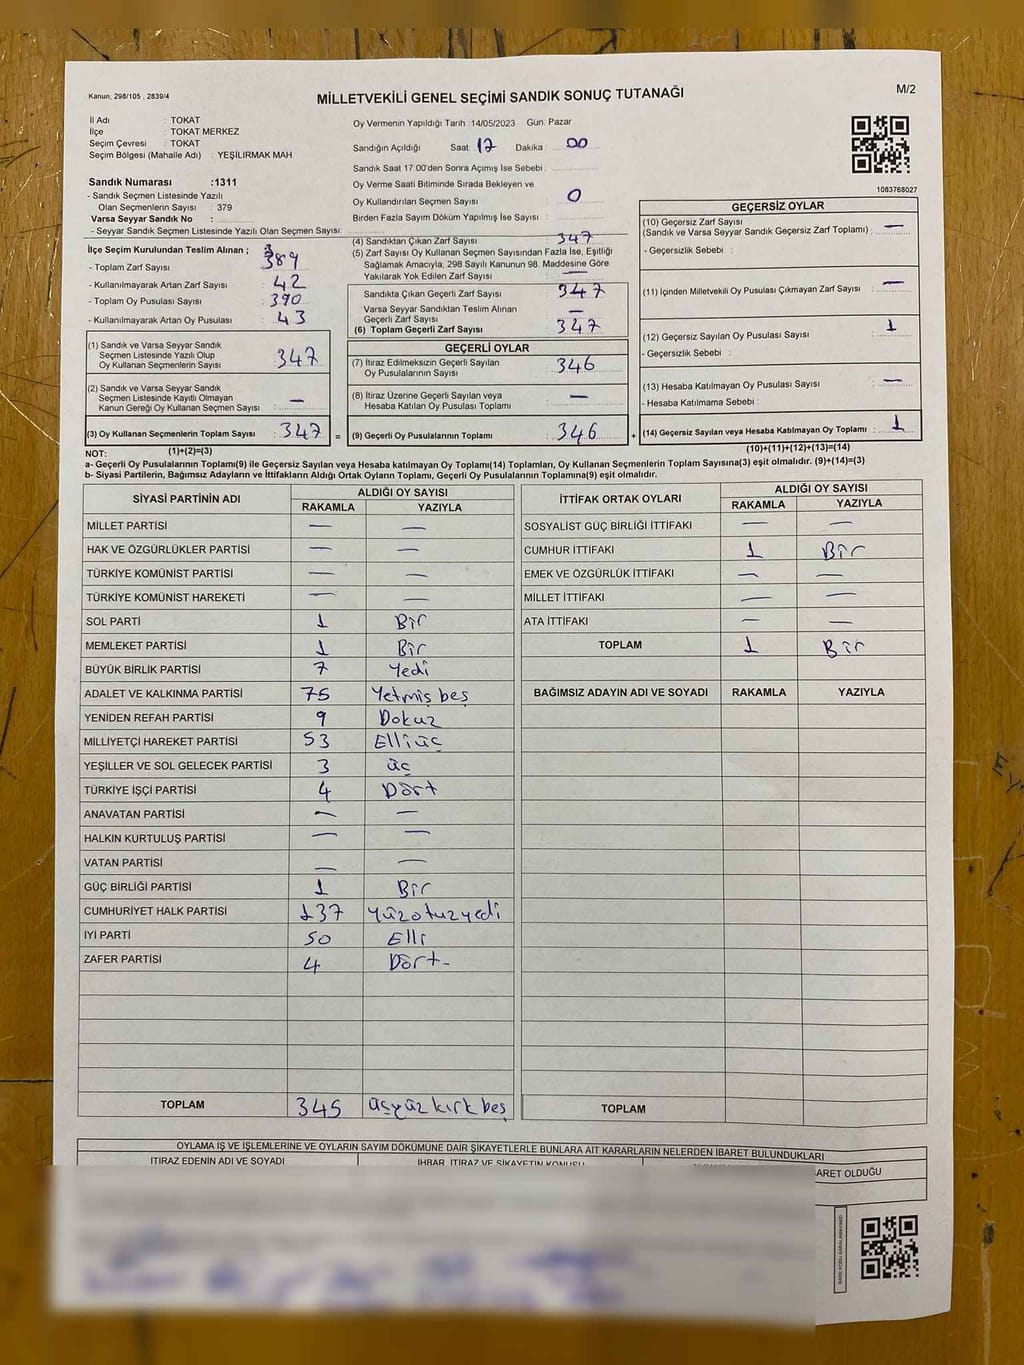 Kanun, 298/105 , 2839/4
MİLLETVEKİLİ GENEL SEÇİMİ SANDIK SONUÇ TUTANAĞI
M/2
İl Adı : TOKAT
İlçe : TOKAT MERKEZ
Seçim Çevresi : TOKAT
Seçim Bölgesi (Mahalle Adı) : YEŞİLIRMAK MAH
Sandık Numarası :1311
- Sandık Seçmen Listesinde Yazılı
Olan Seçmenlerin Sayısı : 379
Varsa Seyyar Sandık No :
- Seyyar Sandık Seçmen Listesinde Yazılı Olan Seçmen Sayısı:
Oy Vermenin Yapıldığı Tarih :14/05/2023 Gün: Pazar
Sandığın Açıldığı Saat : 17 Dakika : 00
Sandık Saat 17:00'den Sonra Açımış İse Sebebi :
Oy Verme Saati Bitiminde Sırada Bekleyen ve
Oy Kullandırılan Seçmen Sayısı : 0
Birden Fazla Sayım Döküm Yapılmış İse Sayısı :
1083768027
İlçe Seçim Kurulundan Teslim Alınan ;
- Toplam Zarf Sayısı : 389
- Kullanılmayarak Artan Zarf Sayısı : 42
- Toplam Oy Pusulası Sayısı : 390
- Kullanılmayarak Artan Oy Pusulası : 43
(1) Sandık ve Varsa Seyyar Sandık
Seçmen Listesinde Yazılı Olup
Oy Kullanan Seçmenlerin Sayısı : 347
(2) Sandık ve Varsa Seyyar Sandık
Seçmen Listesinde Kayıtlı Olmayan
Kanun Gereği Oy Kullanan Seçmen Sayısı : —
(3) Oy Kullanan Seçmenlerin Toplam Sayısı : 347 =
(4) Sandıktan Çıkan Zarf Sayısı : 347
(5) Zarf Sayısı Oy Kullanan Seçmen Sayısından Fazla İse, Eşitliği
Sağlamak Amacıyla, 298 Sayılı Kanunun 98. Maddesine Göre
Yakılarak Yok Edilen Zarf Sayısı : —
Sandıkta Çıkan Geçerli Zarf Sayısı : 347
Varsa Seyyar Sandıktan Teslim Alınan
Geçerli Zarf Sayısı : —
(6) Toplam Geçerli Zarf Sayısı : 347
GEÇERLİ OYLAR
(7) İtiraz Edilmeksizin Geçerli Sayılan
Oy Pusulalarının Sayısı : 346
(8) İtiraz Üzerine Geçerli Sayılan veya
Hesaba Katılan Oy Pusulaları Toplamı : —
(9) Geçerli Oy Pusulalarının Toplamı : 346 +
GEÇERSİZ OYLAR
(10) Geçersiz Zarf Sayısı
(Sandık ve Varsa Seyyar Sandık Geçersiz Zarf Toplamı) : —
- Geçersizlik Sebebi :
(11) İçinden Milletvekili Oy Pusulası Çıkmayan Zarf Sayısı : —
(12) Geçersiz Sayılan Oy Pusulası Sayısı : 1
- Geçersizlik Sebebi :
(13) Hesaba Katılmayan Oy Pusulası Sayısı : —
- Hesaba Katılmama Sebebi :
(14) Geçersiz Sayılan veya Hesaba Katılmayan Oy Toplamı : 1
NOT: (1)+(2)=(3) (10)+(11)+(12)+(13)=(14)
a- Geçerli Oy Pusulalarının Toplamı(9) ile Geçersiz Sayılan veya Hesaba katılmayan Oy Toplamı(14) Toplamları, Oy Kullanan Seçmenlerin Toplam Sayısına(3) eşit olmalıdır. (9)+(14)=(3)
b- Siyasi Partilerin, Bağımsız Adayların ve İttifakların Aldığı Ortak Oyların Toplamı, Geçerli Oy Pusulalarının Toplamına(9) eşit olmalıdır.
SİYASİ PARTİNİN ADI ALDIĞI OY SAYISI
RAKAMLA YAZIYLA
MİLLET PARTİSİ — —
HAK VE ÖZGÜRLÜKLER PARTİSİ — —
TÜRKİYE KOMÜNİST PARTİSİ — —
TÜRKİYE KOMÜNİST HAREKETİ — —
SOL PARTİ 1 Bir
MEMLEKET PARTİSİ 1 Bir
BÜYÜK BİRLİK PARTİSİ 7 Yedi
ADALET VE KALKINMA PARTİSİ 75 Yetmiş beş
YENİDEN REFAH PARTİSİ 9 Dokuz
MİLLİYETÇİ HAREKET PARTİSİ 53 Elliüç
YEŞİLLER VE SOL GELECEK PARTİSİ 3 üç
TÜRKİYE İŞÇİ PARTİSİ 4 Dört
ANAVATAN PARTİSİ — —
HALKIN KURTULUŞ PARTİSİ — —
VATAN PARTİSİ — —
GÜÇ BİRLİĞİ PARTİSİ 1 Bir
CUMHURİYET HALK PARTİSİ 137 Yüzotuzyedi
İYİ PARTİ 50 Elli
ZAFER PARTİSİ 4 Dört-
TOPLAM 345 üçyüz kırk beş
İTTİFAK ORTAK OYLARI ALDIĞI OY SAYISI
RAKAMLA YAZIYLA
SOSYALİST GÜÇ BİRLİĞİ İTTİFAKI — —
CUMHUR İTTİFAKI 1 Bir
EMEK VE ÖZGÜRLÜK İTTİFAKI — —
MİLLET İTTİFAKI — —
ATA İTTİFAKI — —
TOPLAM 1 Bir
BAĞIMSIZ ADAYIN ADI VE SOYADI RAKAMLA YAZIYLA
TOPLAM
OYLAMA İŞ VE İŞLEMLERİNE VE OYLARIN SAYIM DÖKÜMÜNE DAİR ŞİKAYETLERLE BUNLARA AİT KARARLARIN NELERDEN İBARET BULUNDUKLARI
İTİRAZ EDENİN ADI VE SOYADI İHBAR, İTİRAZ VE ŞİKAYETİN KONUSU
BARET OLDUĞU